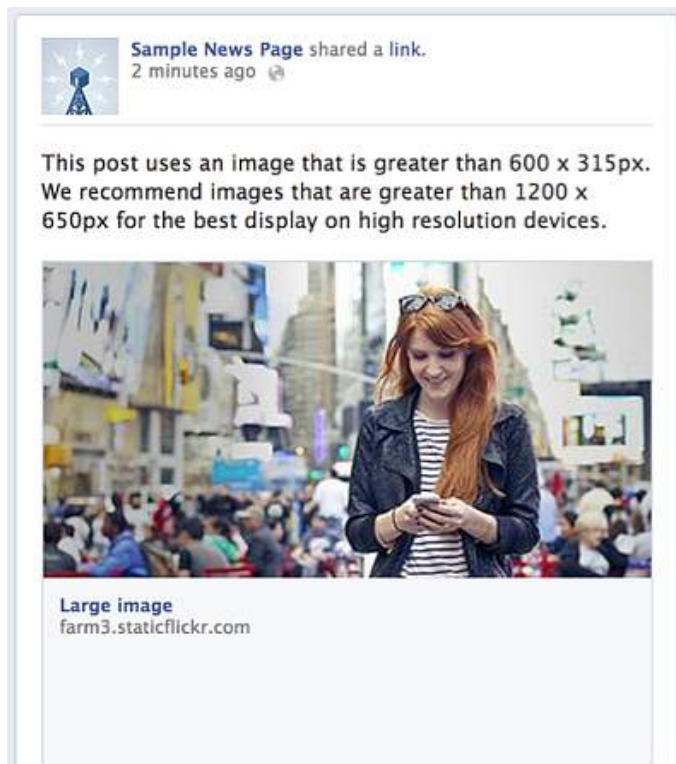 Sample News Page shared a link.
2 minutes ago
This post uses an image that is greater than 600 x 315px.
We recommend images that are greater than 1200 x
650px for the best display on high resolution devices.
Large image
farm3.staticflickr.com